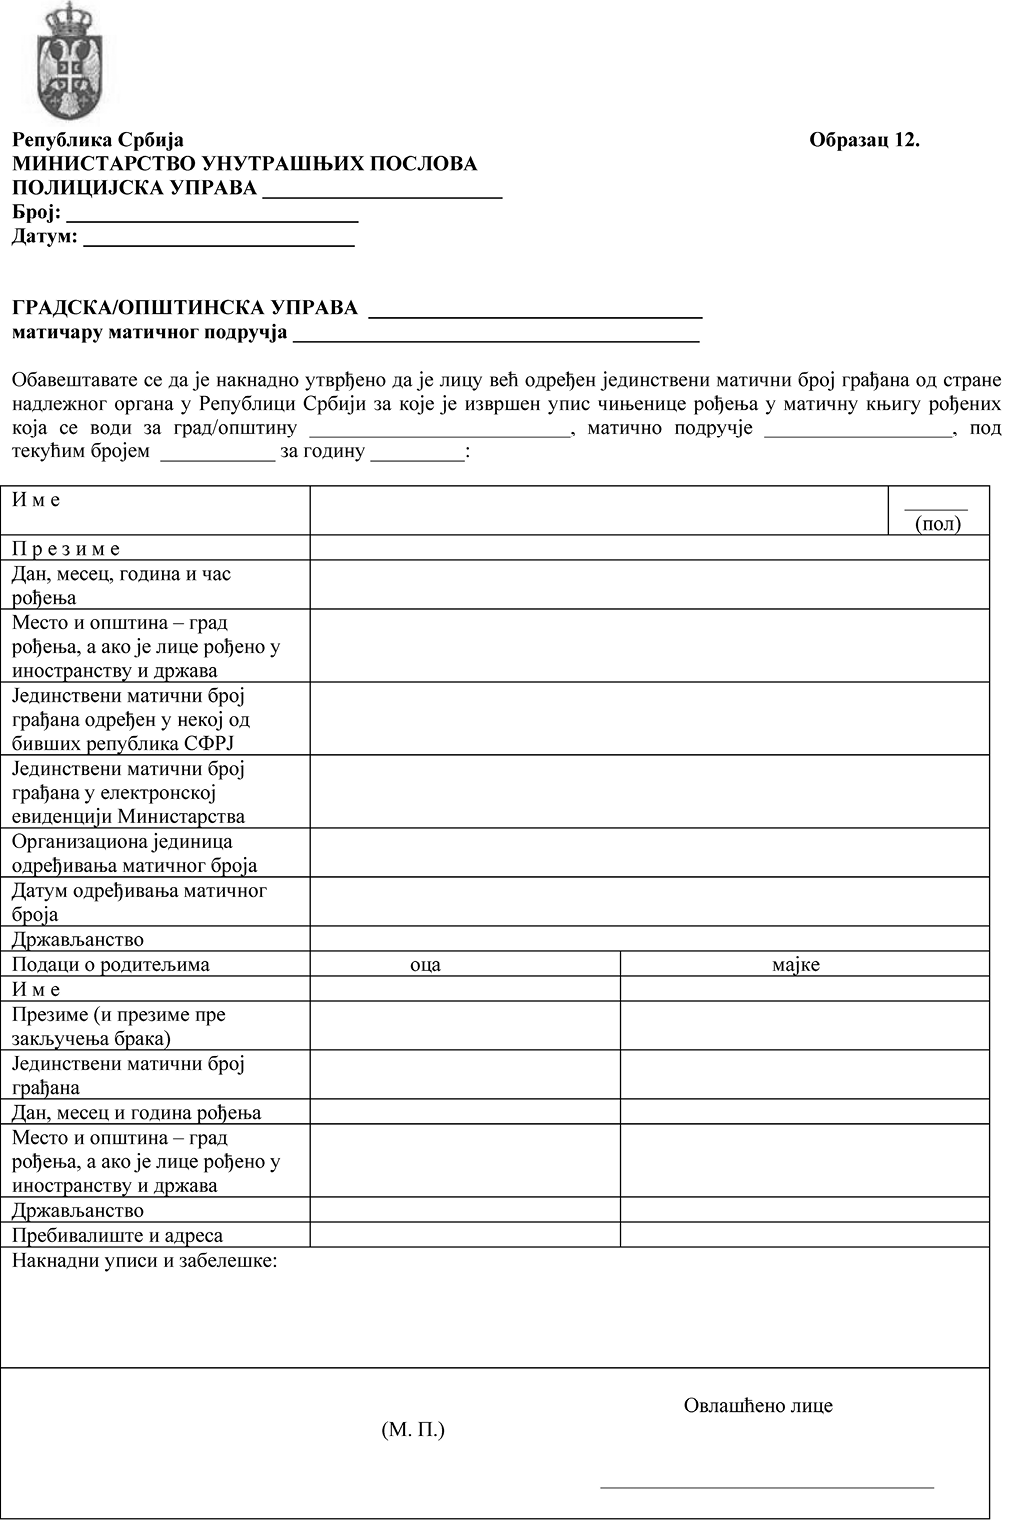 Република Србија Образац 12.
МИНИСТАРСТВО УНУТРАШЊИХ ПОСЛОВА
ПОЛИЦИЈСКА УПРАВА ______________________
Број: ___________________________
Датум: _________________________
ГРАДСКА/ОПШТИНСКА УПРАВА _______________________________
матичару матичног подручја ______________________________________
Обавештавате се да је накнадно утврђено да је лицу већ одређен јединствени матични број грађана од стране
надлежног органа у Републици Србији за које је извршен упис чињенице рођења у матичну књигу рођених
која се води за град/општину _________________________, матично подручје __________________, под
текућим бројем ___________ за годину _________:
И м е ______
(пол)
П р е з и м е
Дан, месец, година и час
рођења
Место и општина – град
рођења, а ако је лице рођено у
иностранству и држава
Јединствени матични број
грађана одређен у некој од
бивших република СФРЈ
Јединствени матични број
грађана у електронској
евиденцији Министарства
Организациона јединица
одређивања матичног броја
Датум одређивања матичног
броја
Држављанство
Подаци о родитељима оца мајке
И м е
Презиме (и презиме пре
закључења брака)
Јединствени матични број
грађана
Дан, месец и година рођења
Место и општина – град
рођења, а ако је лице рођено у
иностранству и држава
Држављанство
Пребивалиште и адреса
Накнадни уписи и забелешке:
Овлашћено лице
(М. П.)
________________________________